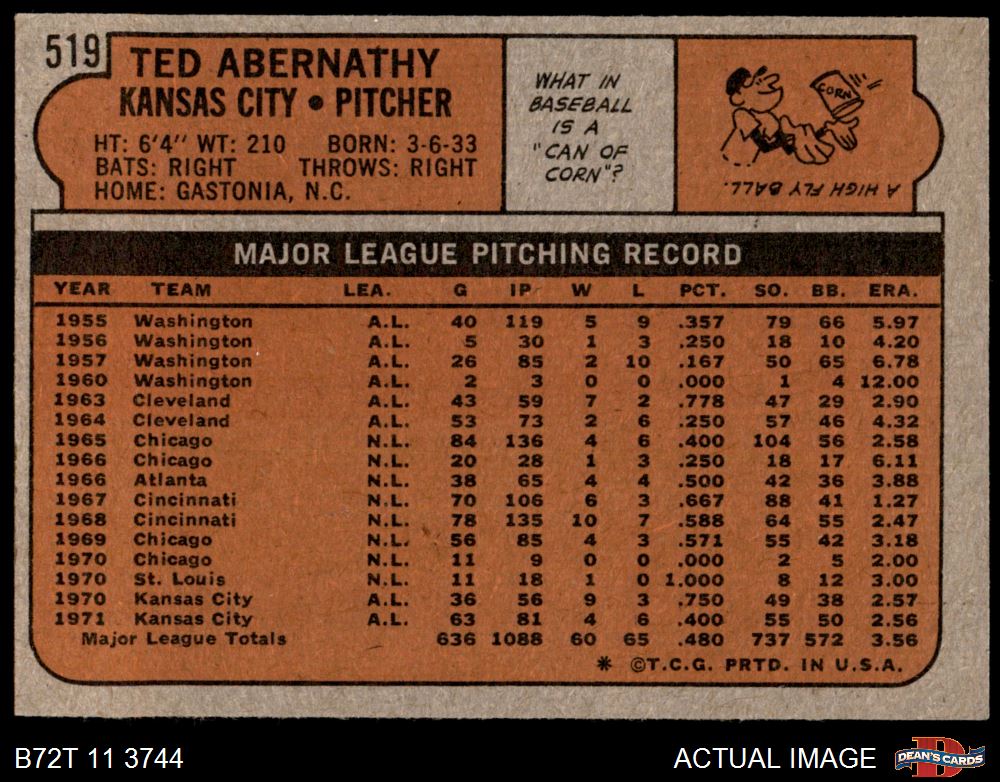 519
TED ABERNATHY
KANSAS CITY • PITCHER
HT: 6'4" WT: 210 BORN: 3-6-33
BATS: RIGHT THROWS: RIGHT
HOME: GASTONIA, N.C.
WHAT IN
BASEBALL
IS A
"CAN OF
CORN"?
CORN
A HIGH FLY BALL.
MAJOR LEAGUE PITCHING RECORD
YEAR TEAM LEA. G IP W L PCT. SO. BB. ERA.
1955 Washington A.L. 40 119 5 9 .357 79 66 5.97
1956 Washington A.L. 5 30 1 3 .250 18 10 4.20
1957 Washington A.L. 26 85 2 10 .167 50 65 6.78
1960 Washington A.L. 2 3 0 0 .000 1 4 12.00
1963 Cleveland A.L. 43 59 7 2 .778 47 29 2.90
1964 Cleveland A.L. 53 73 2 6 .250 57 46 4.32
1965 Chicago N.L. 84 136 4 6 .400 104 56 2.58
1966 Chicago N.L. 20 28 1 3 .250 18 17 6.11
1966 Atlanta N.L. 38 65 4 4 .500 42 36 3.88
1967 Cincinnati N.L. 70 106 6 3 .667 88 41 1.27
1968 Cincinnati N.L. 78 135 10 7 .588 64 55 2.47
1969 Chicago N.L. 56 85 4 3 .571 55 42 3.18
1970 Chicago N.L. 11 9 0 0 .000 2 5 2.00
1970 St. Louis N.L. 11 18 1 0 1.000 8 12 3.00
1970 Kansas City A.L. 36 56 9 3 .750 49 38 2.57
1971 Kansas City A.L. 63 81 4 6 .400 55 50 2.56
Major League Totals 636 1088 60 65 .480 737 572 3.56
* ©T.C.G. PRTD. IN U.S.A.
B72T 11 3744 ACTUAL IMAGE
D
DEAN'S CARDS